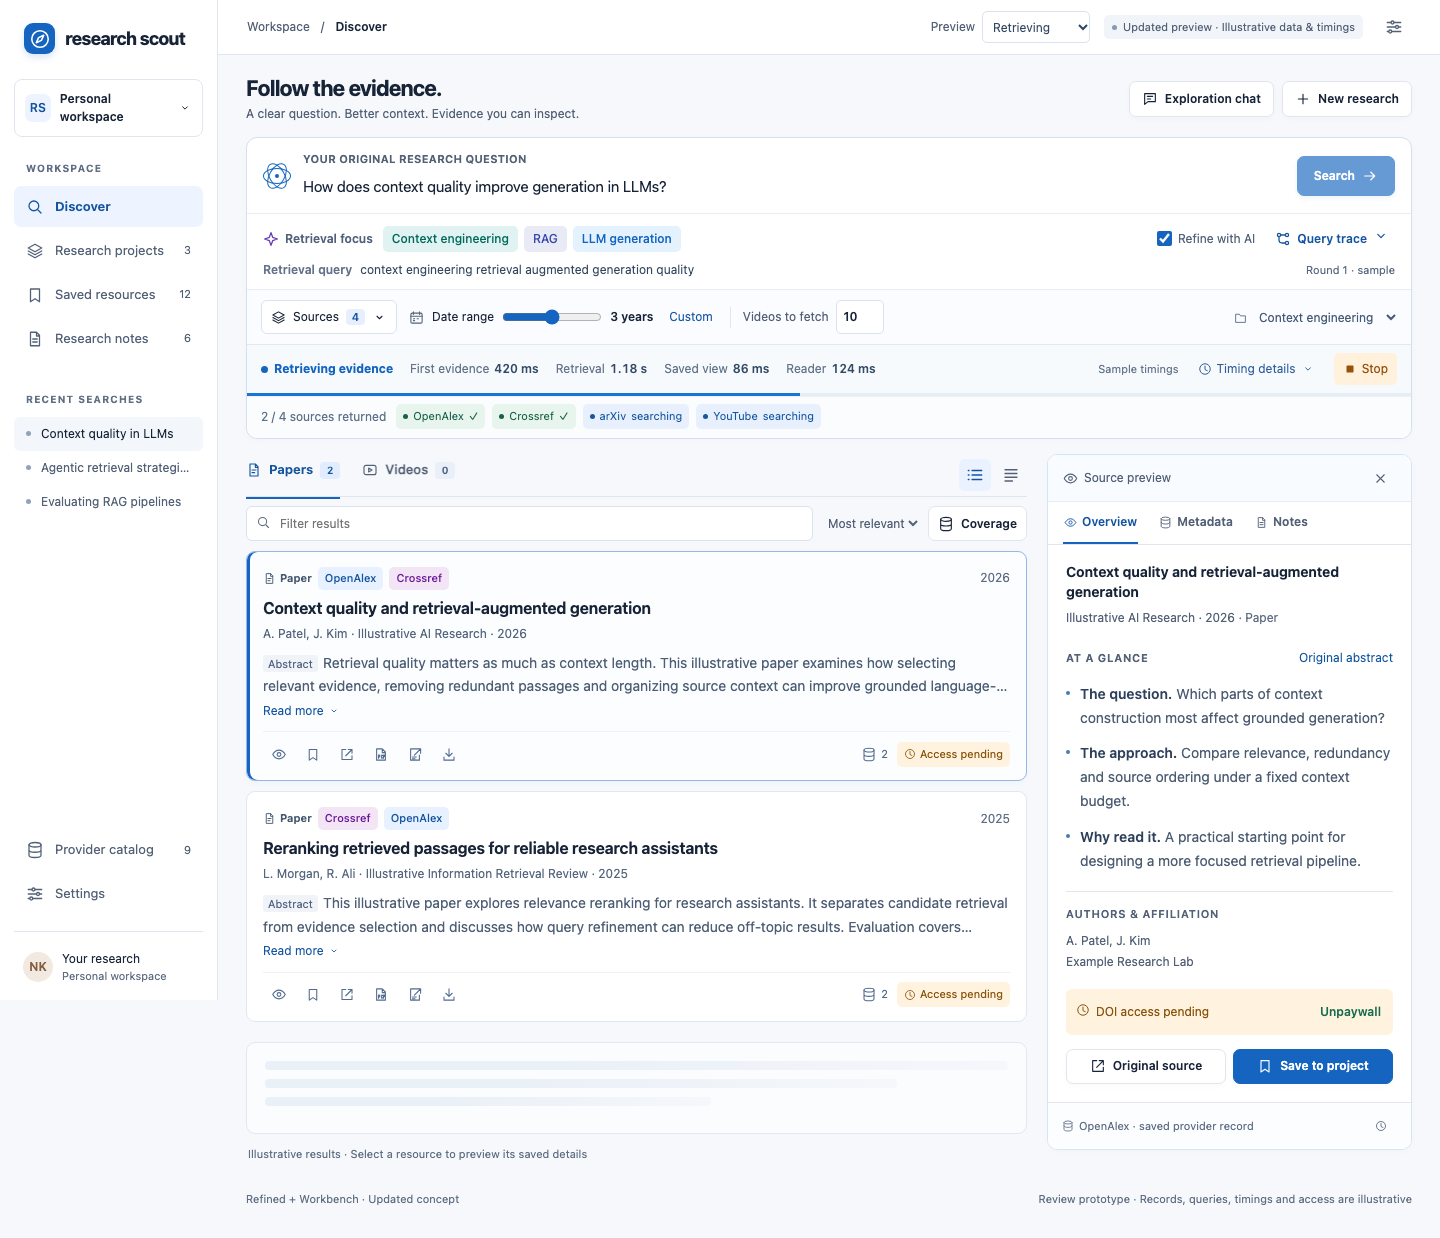 research scout
RS
Personal
workspace
WORKSPACE
Discover
Research projects 3
Saved resources 12
Research notes 6
RECENT SEARCHES
Context quality in LLMs
Agentic retrieval strategi...
Evaluating RAG pipelines
Provider catalog 9
Settings
NK
Your research
Personal workspace
Workspace / Discover
Preview Retrieving
Updated preview · Illustrative data & timings
Follow the evidence.
A clear question. Better context. Evidence you can inspect.
Exploration chat
New research
YOUR ORIGINAL RESEARCH QUESTION
How does context quality improve generation in LLMs?
Search
Retrieval focus Context engineering RAG LLM generation
Refine with AI Query trace
Retrieval query context engineering retrieval augmented generation quality
Round 1 · sample
Sources 4 Date range 3 years Custom Videos to fetch 10
Context engineering
Retrieving evidence First evidence 420 ms Retrieval 1.18 s Saved view 86 ms Reader 124 ms
Sample timings Timing details Stop
2 / 4 sources returned OpenAlex ✓ Crossref ✓ arXiv searching YouTube searching
Papers 2 Videos 0
Filter results
Most relevant Coverage
Paper OpenAlex Crossref 2026
Context quality and retrieval-augmented generation
A. Patel, J. Kim · Illustrative AI Research · 2026
Abstract Retrieval quality matters as much as context length. This illustrative paper examines how selecting
relevant evidence, removing redundant passages and organizing source context can improve grounded language-...
Read more
2 Access pending
Paper Crossref OpenAlex 2025
Reranking retrieved passages for reliable research assistants
L. Morgan, R. Ali · Illustrative Information Retrieval Review · 2025
Abstract This illustrative paper explores relevance reranking for research assistants. It separates candidate retrieval
from evidence selection and discusses how query refinement can reduce off-topic results. Evaluation covers...
Read more
2 Access pending
Illustrative results · Select a resource to preview its saved details
Source preview
Overview Metadata Notes
Context quality and retrieval-augmented
generation
Illustrative AI Research · 2026 · Paper
AT A GLANCE Original abstract
The question. Which parts of context
construction most affect grounded generation?
The approach. Compare relevance, redundancy
and source ordering under a fixed context
budget.
Why read it. A practical starting point for
designing a more focused retrieval pipeline.
AUTHORS & AFFILIATION
A. Patel, J. Kim
Example Research Lab
DOI access pending Unpaywall
Original source Save to project
OpenAlex · saved provider record
Refined + Workbench · Updated concept
Review prototype · Records, queries, timings and access are illustrative